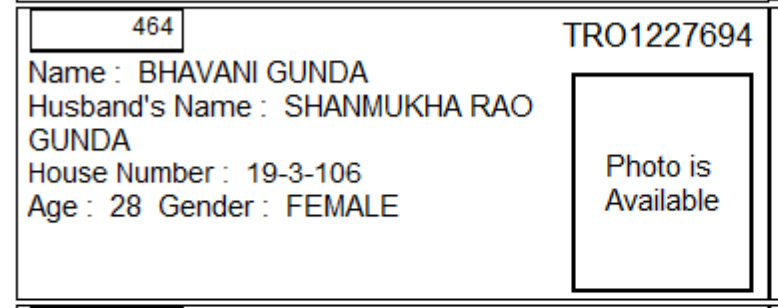 464
TRO1227694
Name : BHAVANI GUNDA
Husband's Name : SHANMUKHA RAO
GUNDA
House Number : 19-3-106
Age : 28 Gender : FEMALE
Photo is
Available